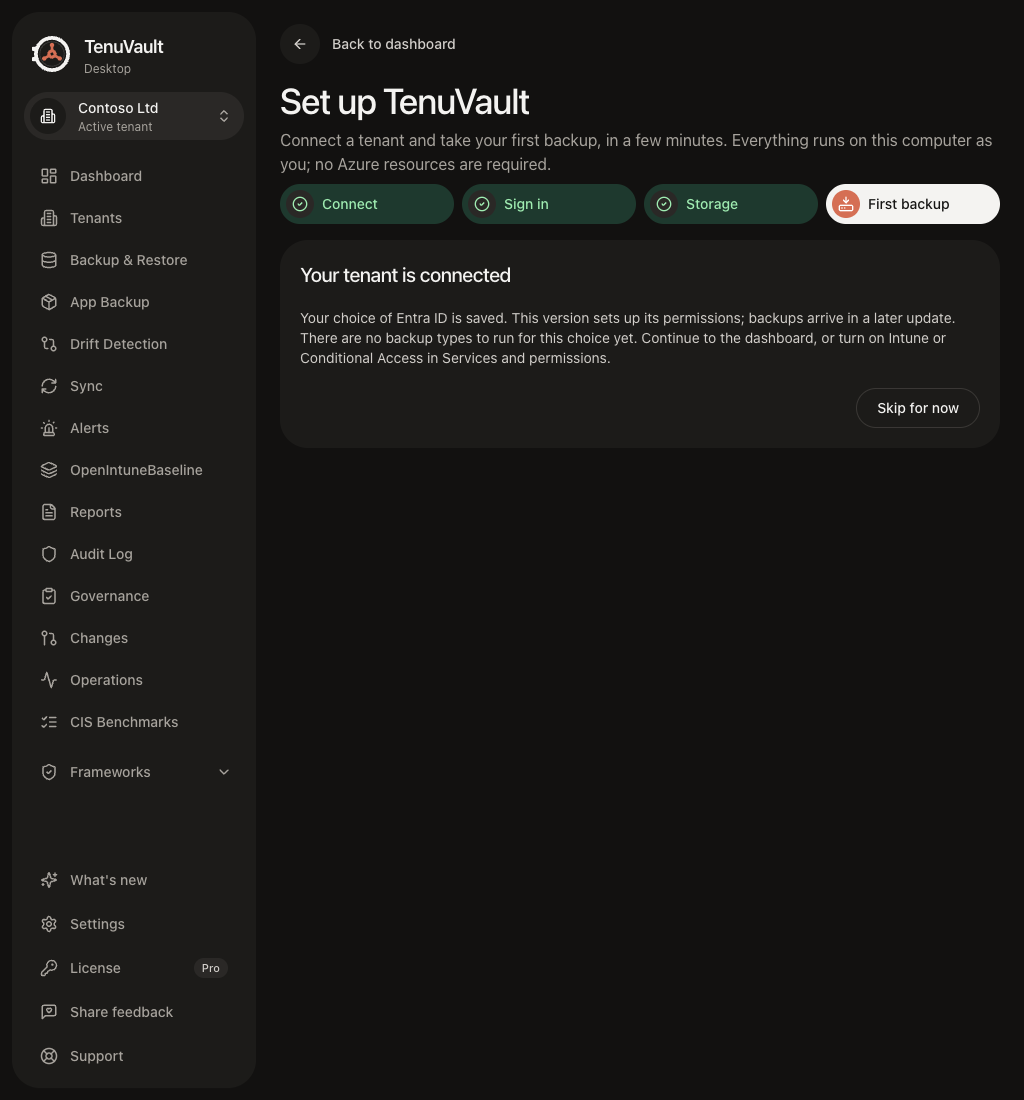 TenuVault
Desktop
Contoso Ltd
Active tenant
Dashboard
Tenants
Backup & Restore
App Backup
Drift Detection
Sync
Alerts
OpenIntuneBaseline
Reports
Audit Log
Governance
Changes
Operations
CIS Benchmarks
Frameworks
What's new
Settings
License
Pro
Share feedback
Support
Back to dashboard
Set up TenuVault
Connect a tenant and take your first backup, in a few minutes. Everything runs on this computer as
you; no Azure resources are required.
Connect
Sign in
Storage
First backup
Your tenant is connected
Your choice of Entra ID is saved. This version sets up its permissions; backups arrive in a later update.
There are no backup types to run for this choice yet. Continue to the dashboard, or turn on Intune or
Conditional Access in Services and permissions.
Skip for now